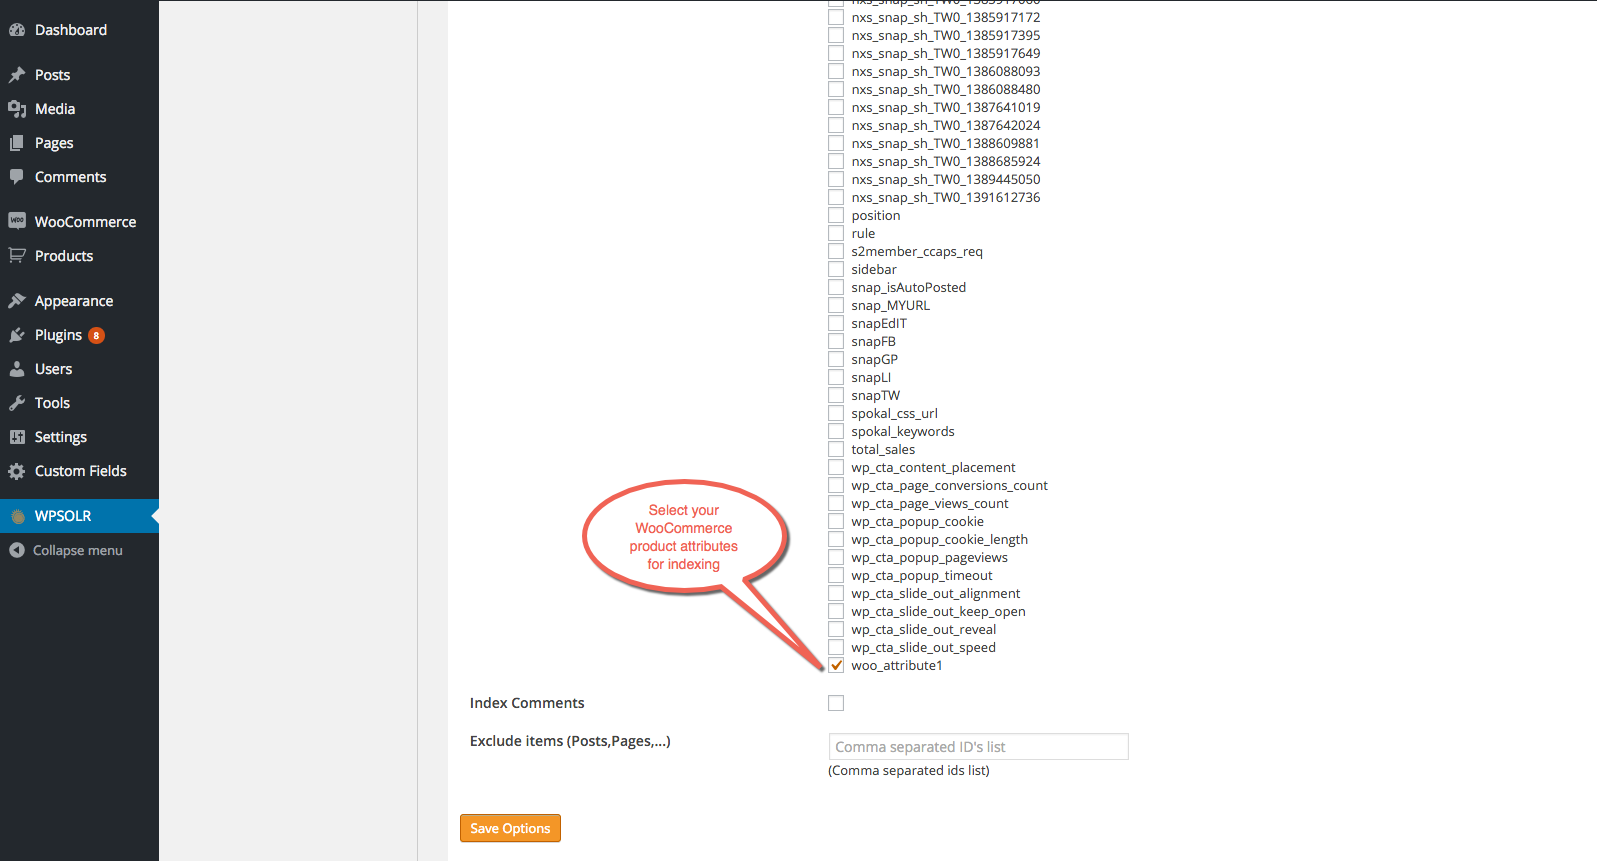 Dashboard
Posts
Media
Pages
Comments
WooCommerce
Products
Appearance
Plugins 8
Users
Tools
Settings
Custom Fields
WPSOLR
Collapse menu
nxs_snap_sh_TW0_1385917172
nxs_snap_sh_TW0_1385917395
nxs_snap_sh_TW0_1385917649
nxs_snap_sh_TW0_1386088093
nxs_snap_sh_TW0_1386088480
nxs_snap_sh_TW0_1387641019
nxs_snap_sh_TW0_1387642024
nxs_snap_sh_TW0_1388609881
nxs_snap_sh_TW0_1388685924
nxs_snap_sh_TW0_1389445050
nxs_snap_sh_TW0_1391612736
position
rule
s2member_ccaps_req
sidebar
snap_isAutoPosted
snap_MYURL
snapEdIT
snapFB
snapGP
snapLI
snapTW
spokal_css_url
spokal_keywords
total_sales
wp_cta_content_placement
wp_cta_page_conversions_count
wp_cta_page_views_count
wp_cta_popup_cookie
wp_cta_popup_cookie_length
wp_cta_popup_pageviews
wp_cta_popup_timeout
wp_cta_slide_out_alignment
wp_cta_slide_out_keep_open
wp_cta_slide_out_reveal
wp_cta_slide_out_speed
woo_attribute1
Select your
WooCommerce
product attributes
for indexing
Index Comments
Exclude items (Posts,Pages,...)
Comma separated ID's list
(Comma separated ids list)
Save Options